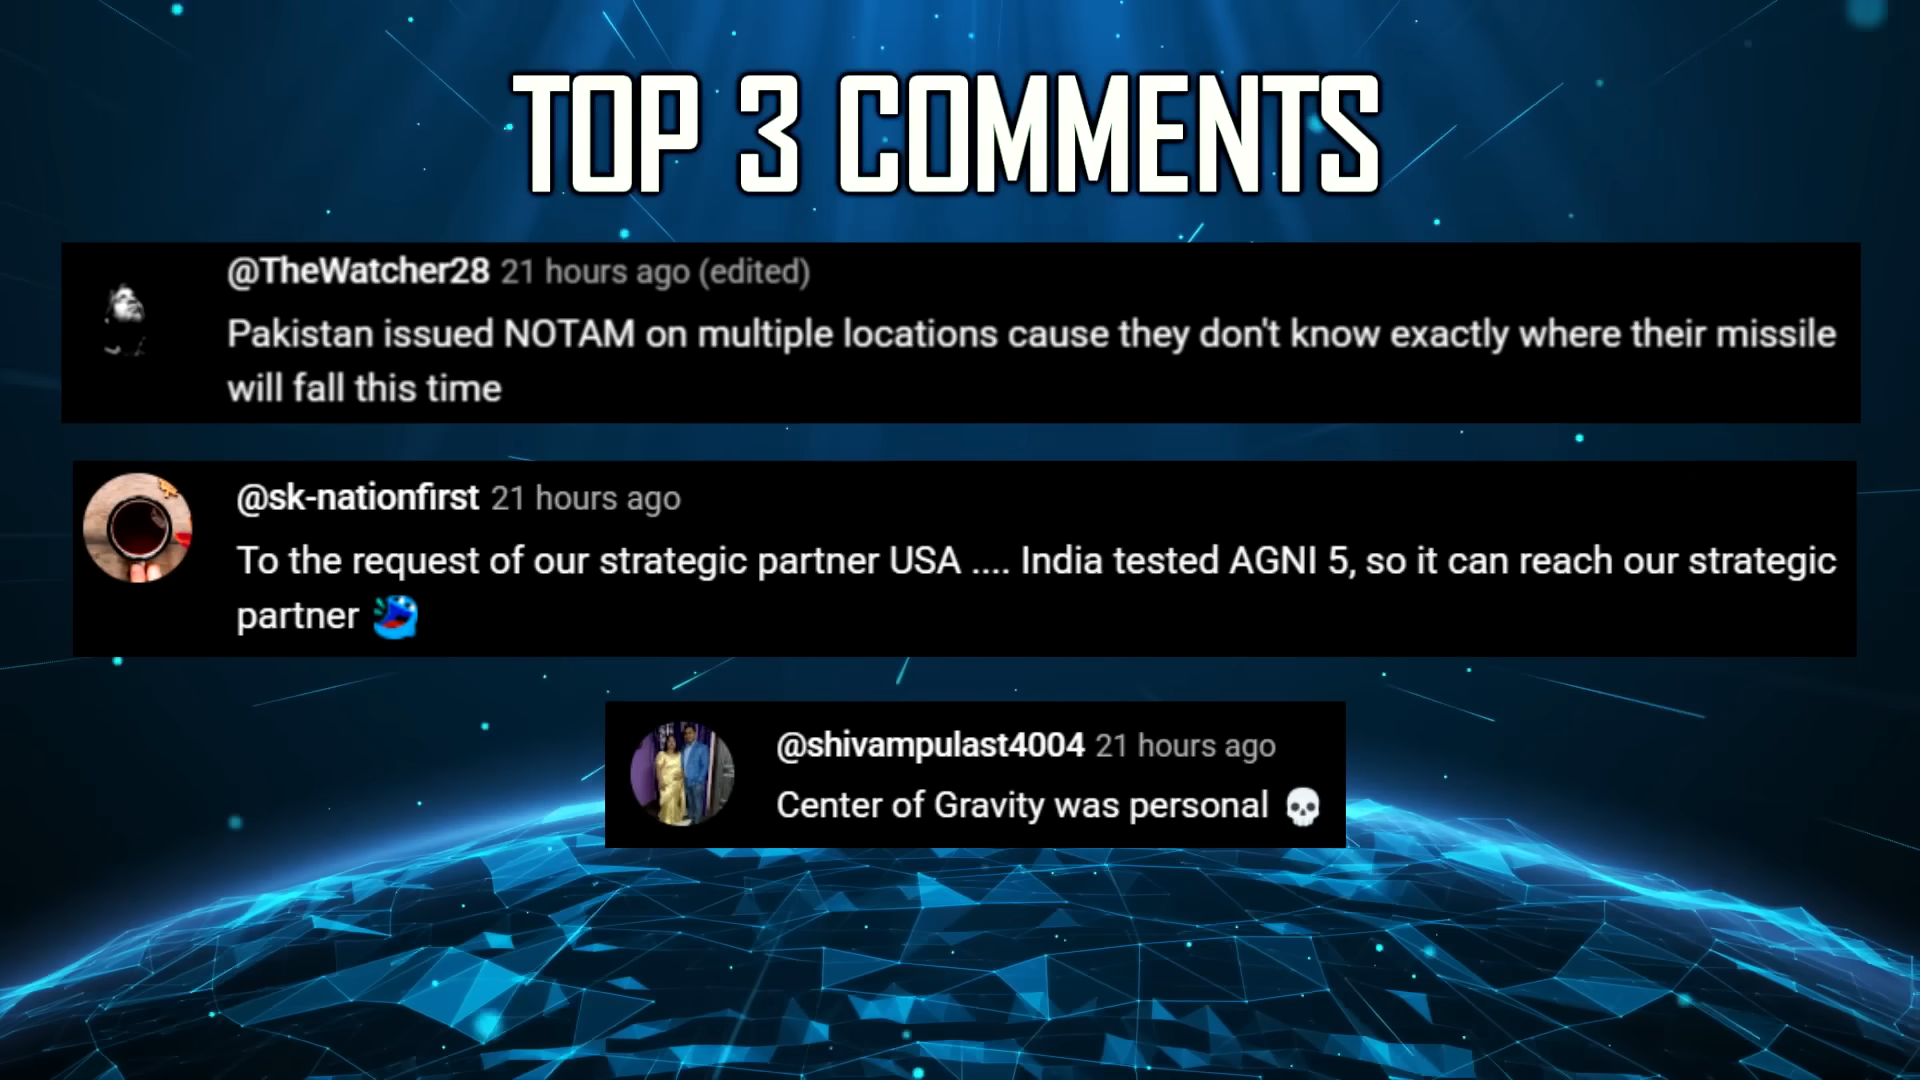 TOP 3 COMMENTS
@TheWatcher28 21 hours ago (edited)
Pakistan issued NOTAM on multiple locations cause they don't know exactly where their missile
will fall this time
@sk-nationfirst 21 hours ago
To the request of our strategic partner USA .... India tested AGNI 5, so it can reach our strategic
partner
@shivampulast4004 21 hours ago
Center of Gravity was personal 💀